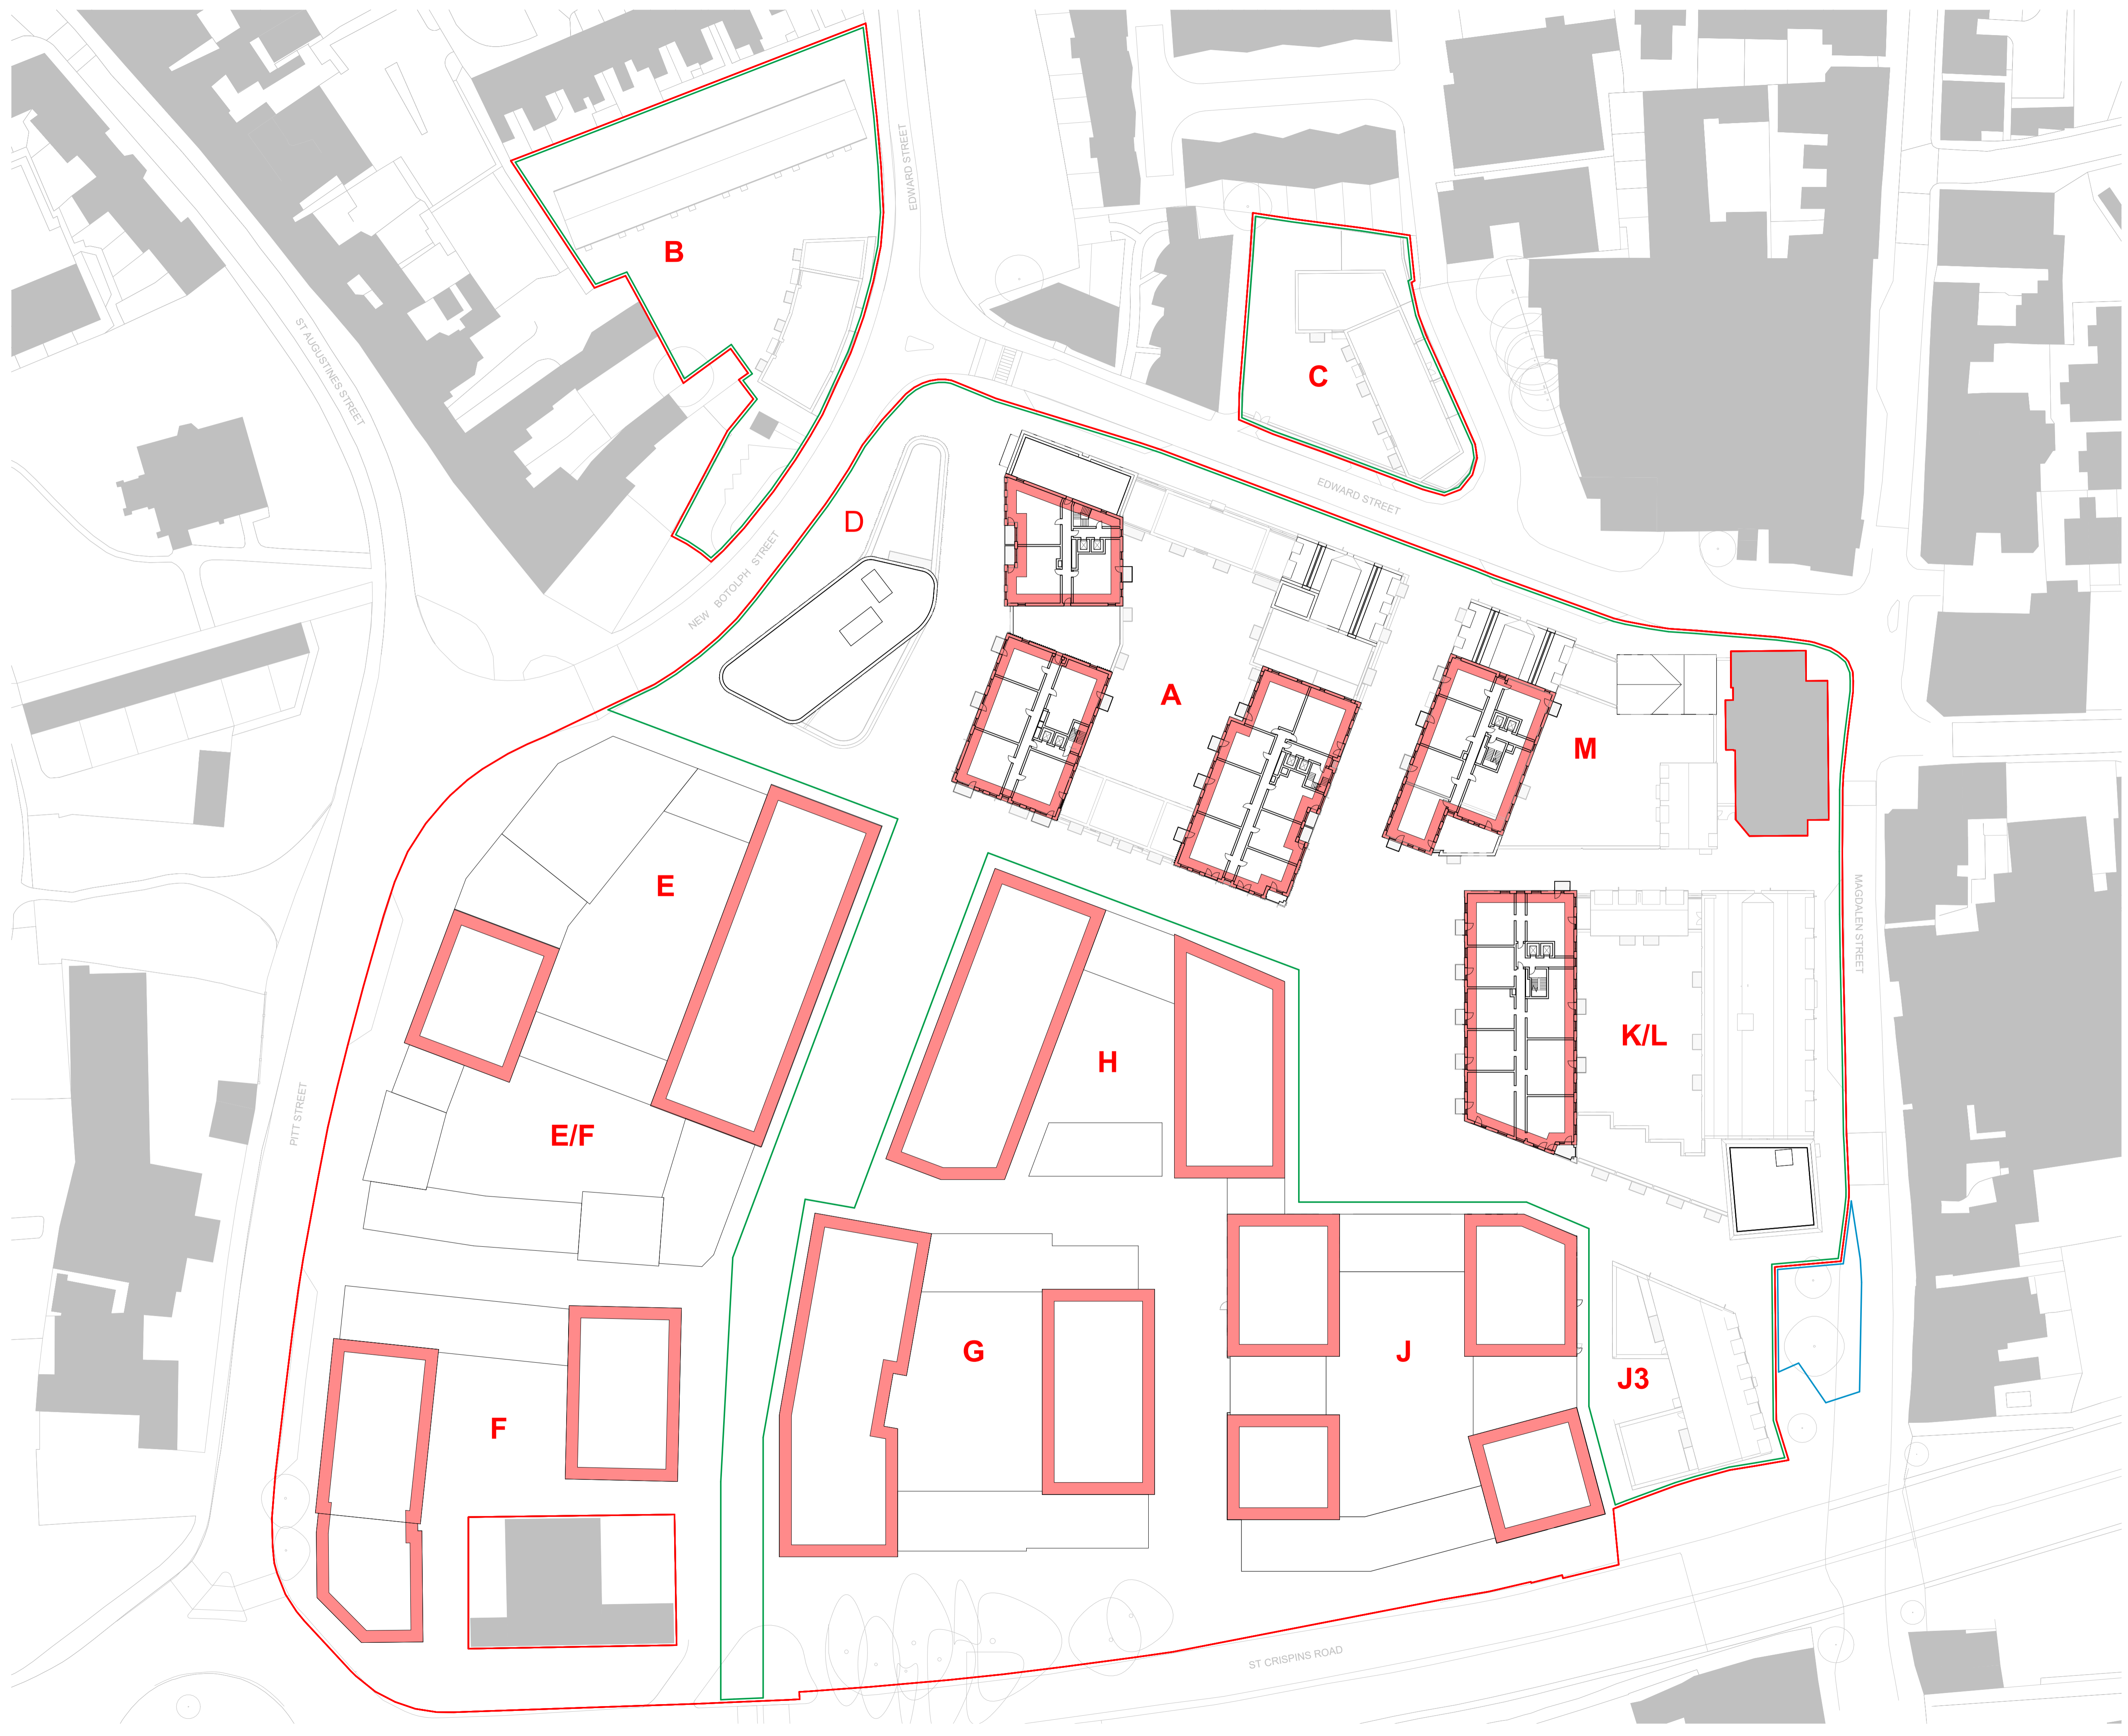 EDWARD STREET
B
ST AUGUSTINES STREET
C
EDWARD STREET
D
NEW BOTOLPH STREET
A
M
E
MAGDALEN STREET
K/L
H
PITT STREET
E/F
G
J
J3
F
ST CRISPINS ROAD